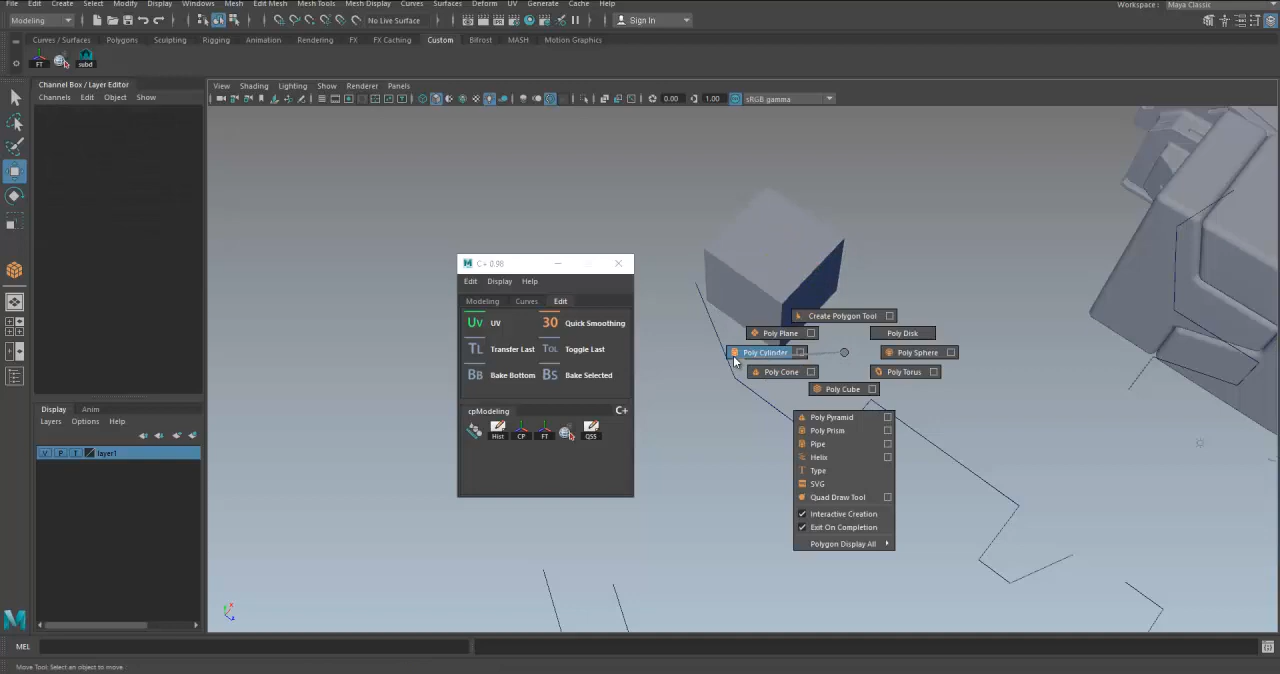 File Edit Create Select Modify Display Windows Mesh Edit Mesh Mesh Tools Mesh Display Curves Surfaces Deform UV Generate Cache Help
Workspace : Maya Classic
Modeling
No Live Surface
Sign In
Curves / Surfaces Polygons Sculpting Rigging Animation Rendering FX FX Caching Custom Bifrost MASH Motion Graphics
FT subd
Channel Box / Layer Editor
Channels Edit Object Show
View Shading Lighting Show Renderer Panels
0.00 1.00 sRGB gamma
C + 0.98
Edit Display Help
Modeling Curves Edit
UV UV 30 Quick Smoothing
TL Transfer Last TOL Toggle Last
BB Bake Bottom BS Bake Selected
cpModeling C+
Hist CP FT QSS
Create Polygon Tool
Poly Plane Poly Disk
Poly Cylinder Poly Sphere
Poly Cone Poly Torus
Poly Cube
Poly Pyramid
Poly Prism
Pipe
Helix
Type
SVG
Quad Draw Tool
Interactive Creation
Exit On Completion
Polygon Display All
Display Anim
Layers Options Help
V P T layer1
MEL
Move Tool: Select an object to move